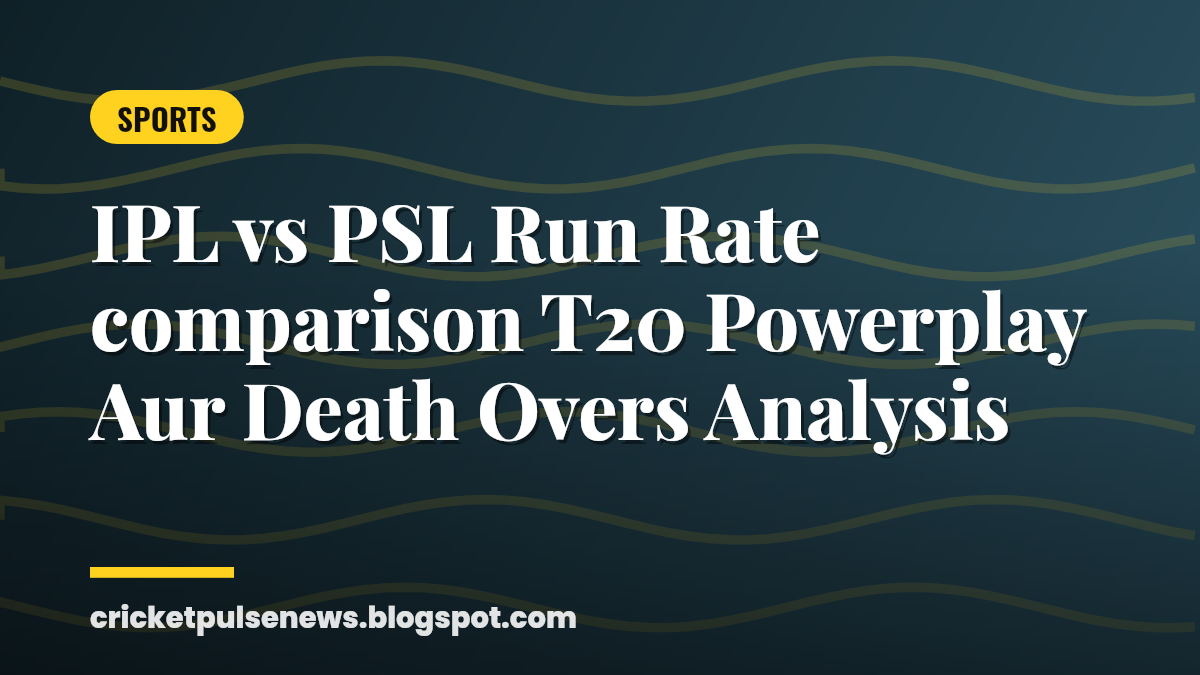 SPORTS
IPL vs PSL Run Rate
comparison T20 Powerplay
Aur Death Overs Analysis
cricketpulsenews.blogspot.com